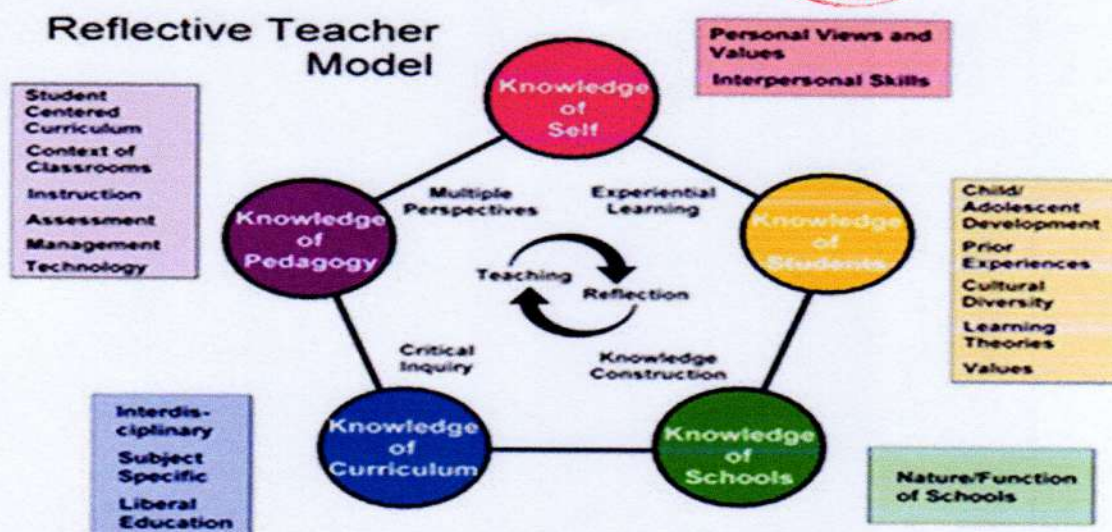 Reflective Teacher
Model
Personal Views and
Values
Interpersonal Skills
Knowledge
of
Self
Student
Centered
Curriculum
Context of
Classrooms
Instruction
Assessment
Management
Technology
Multiple
Perspectives
Experiential
Learning
Knowledge
of
Pedagogy
Knowledge
of
Students
Child/
Adolescent
Development
Prior
Experiences
Cultural
Diversity
Learning
Theories
Values
Teaching
Reflection
Critical
Inquiry
Knowledge
Construction
Interdis-
ciplinary
Subject
Specific
Liberal
Education
Knowledge
of
Curriculum
Knowledge
of
Schools
Nature/Function
of Schools